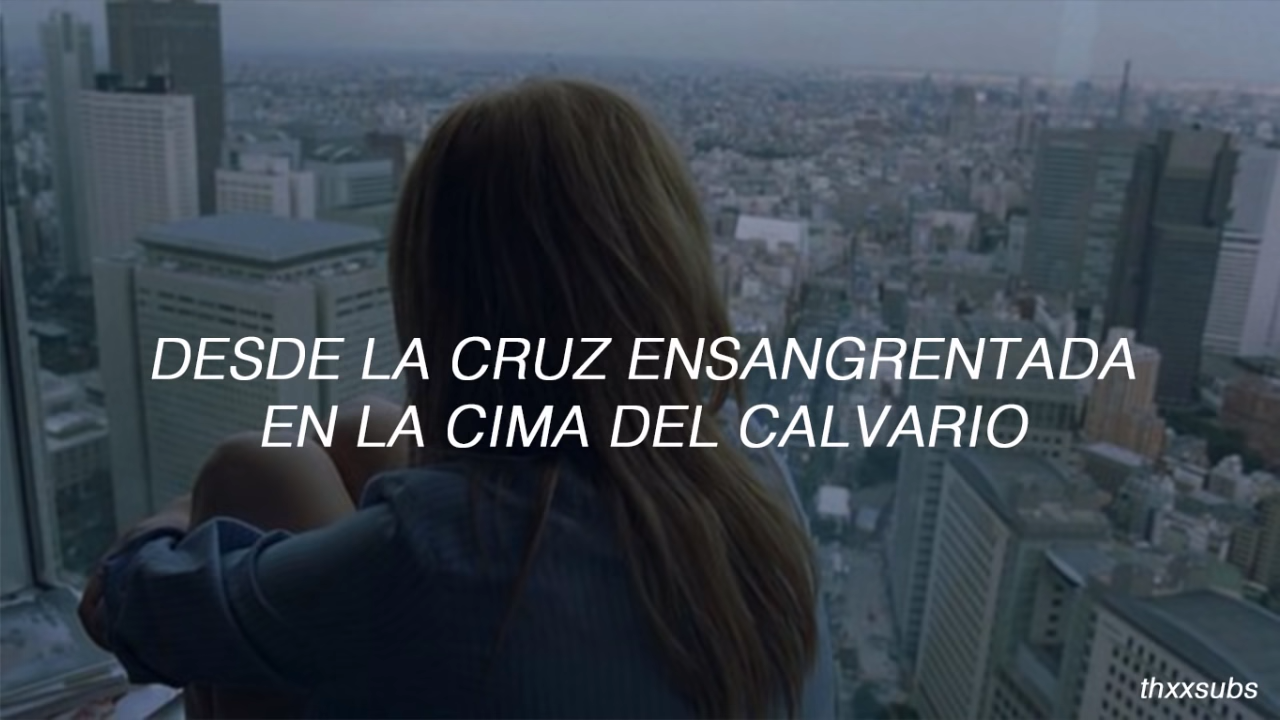 DESDE LA CRUZ ENSANGRENTADA
EN LA CIMA DEL CALVARIO
thxxsubs